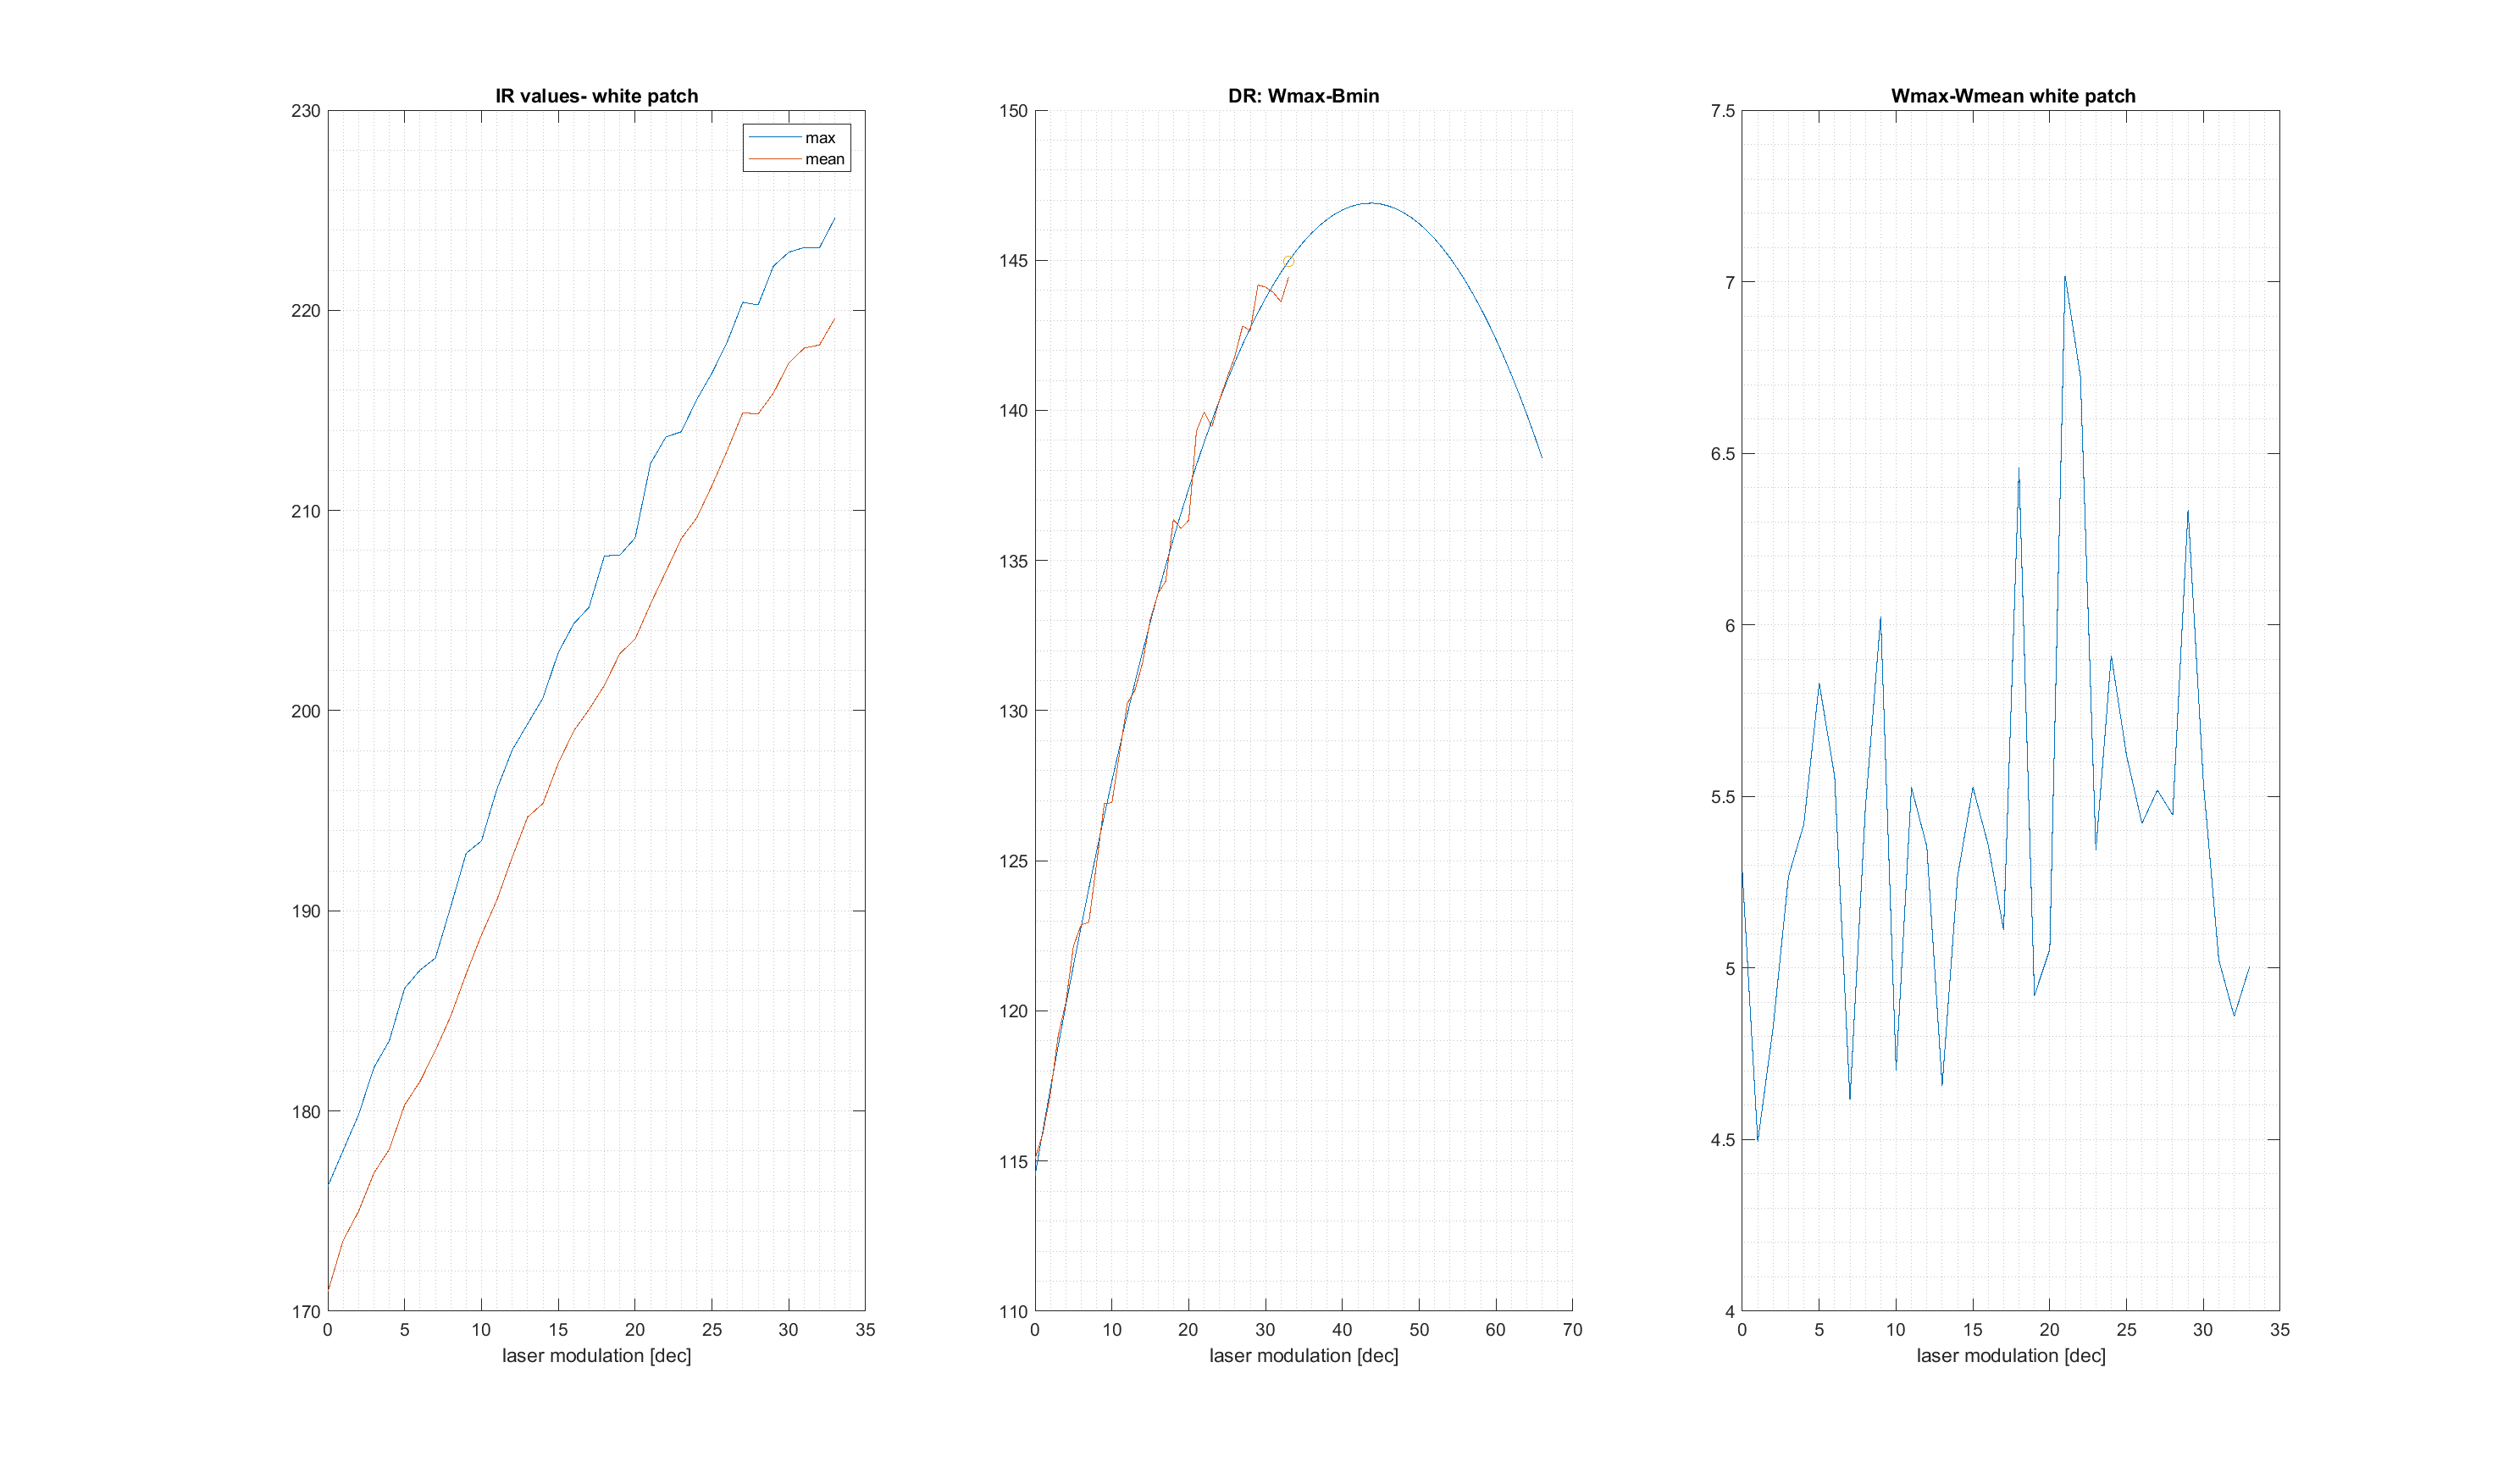 IR values- white patch
max
mean
230
220
210
200
190
180
170
0 5 10 15 20 25 30 35
laser modulation [dec]
DR: Wmax-Bmin
150
145
140
135
130
125
120
115
110
0 10 20 30 40 50 60 70
laser modulation [dec]
Wmax-Wmean white patch
7.5
7
6.5
6
5.5
5
4.5
4
0 5 10 15 20 25 30 35
laser modulation [dec]